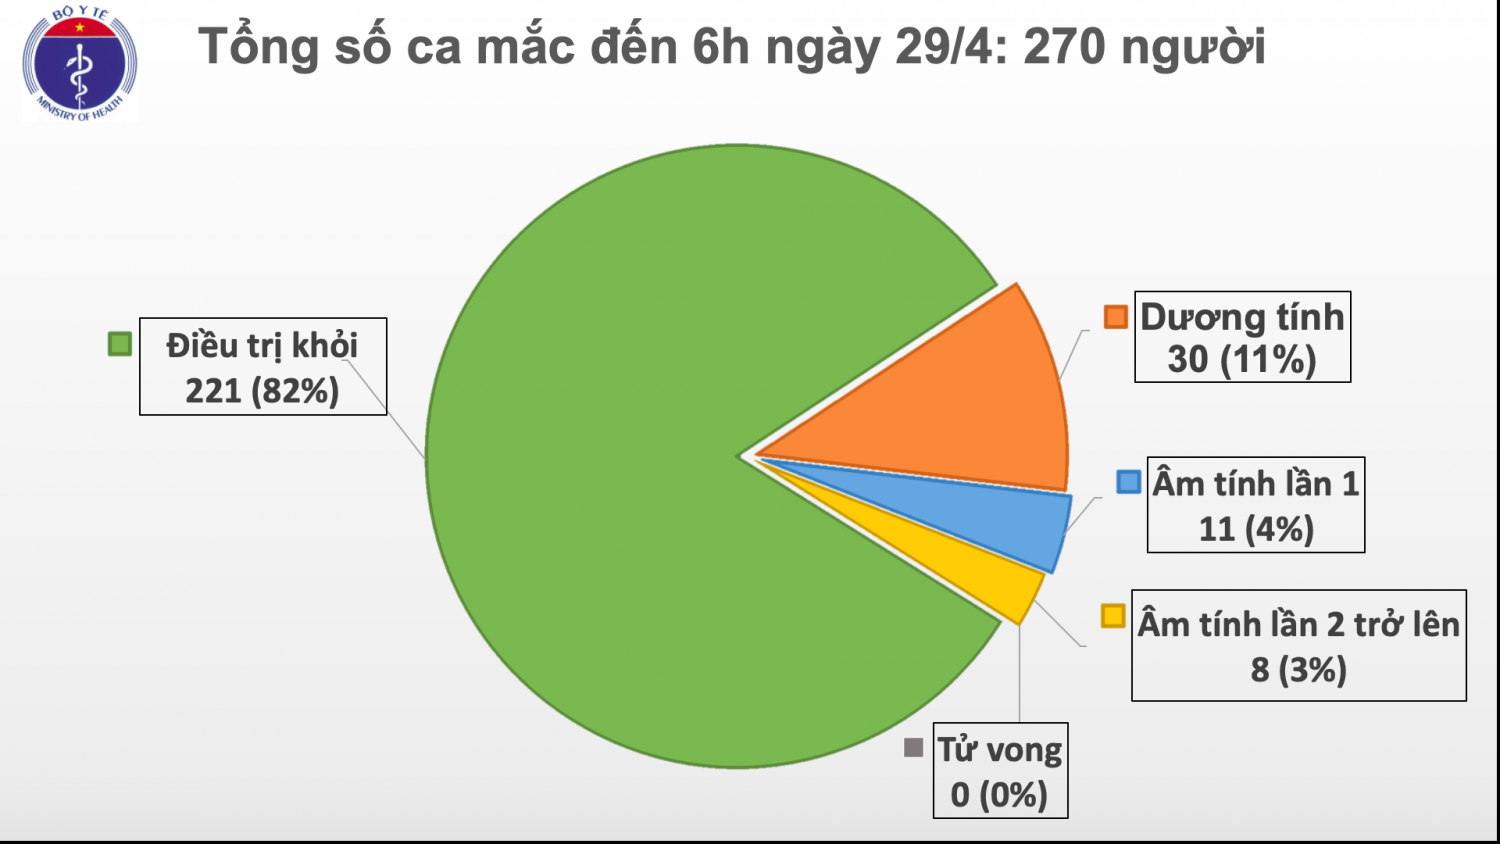 BỘ Y TẾ
MINISTRY OF HEALTH
Tổng số ca mắc đến 6h ngày 29/4: 270 người
Điều trị khỏi
221 (82%)
Dương tính
30 (11%)
Âm tính lần 1
11 (4%)
Âm tính lần 2 trở lên
8 (3%)
Tử vong
0 (0%)